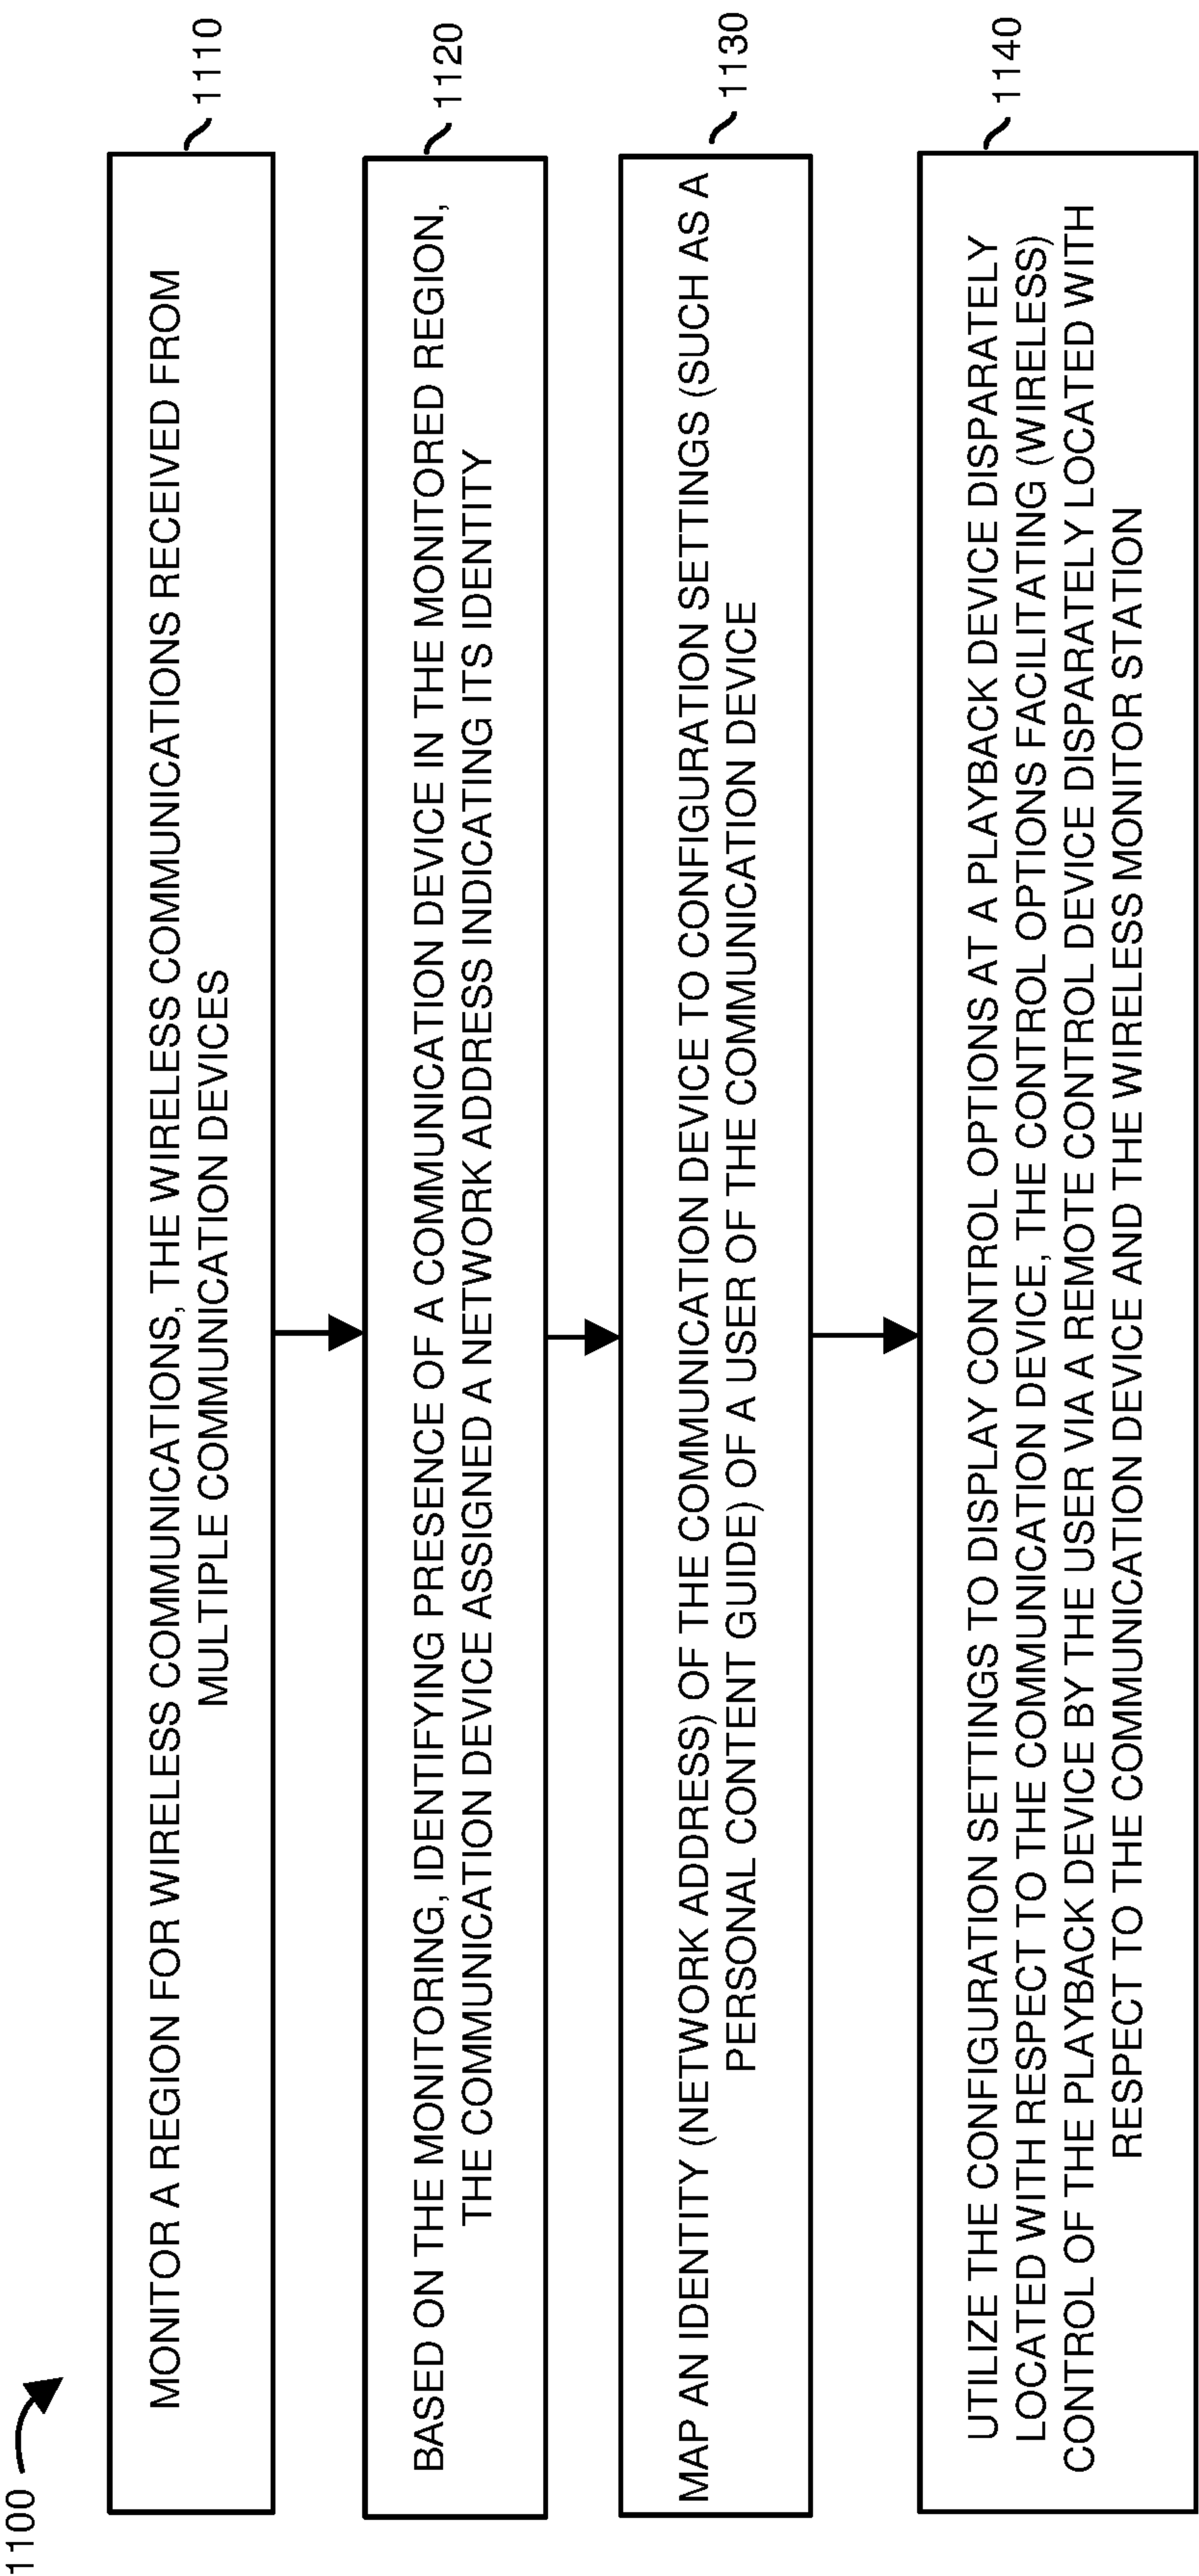 1100
MONITOR A REGION FOR WIRELESS COMMUNICATIONS, THE WIRELESS COMMUNICATIONS RECEIVED FROM
MULTIPLE COMMUNICATION DEVICES
1110
BASED ON THE MONITORING, IDENTIFYING PRESENCE OF A COMMUNICATION DEVICE IN THE MONITORED REGION,
THE COMMUNICATION DEVICE ASSIGNED A NETWORK ADDRESS INDICATING ITS IDENTITY
1120
MAP AN IDENTITY (NETWORK ADDRESS) OF THE COMMUNICATION DEVICE TO CONFIGURATION SETTINGS (SUCH AS A
PERSONAL CONTENT GUIDE) OF A USER OF THE COMMUNICATION DEVICE
1130
UTILIZE THE CONFIGURATION SETTINGS TO DISPLAY CONTROL OPTIONS AT A PLAYBACK DEVICE DISPARATELY
LOCATED WITH RESPECT TO THE COMMUNICATION DEVICE, THE CONTROL OPTIONS FACILITATING (WIRELESS)
CONTROL OF THE PLAYBACK DEVICE BY THE USER VIA A REMOTE CONTROL DEVICE DISPARATELY LOCATED WITH
RESPECT TO THE COMMUNICATION DEVICE AND THE WIRELESS MONITOR STATION
1140